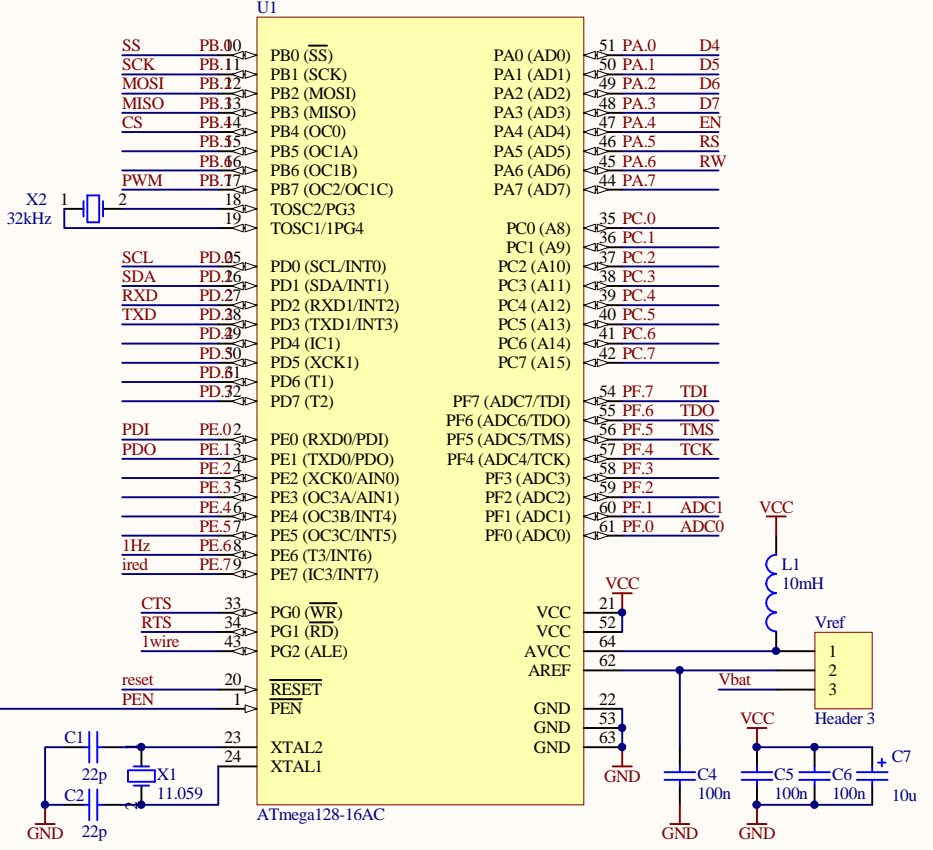 U1
SS PB.0 10 PB0 (SS) PA0 (AD0) 51 PA.0 D4
SCK PB.1 11 PB1 (SCK) PA1 (AD1) 50 PA.1 D5
MOSI PB.2 12 PB2 (MOSI) PA2 (AD2) 49 PA.2 D6
MISO PB.3 13 PB3 (MISO) PA3 (AD3) 48 PA.3 D7
CS PB.4 14 PB4 (OC0) PA4 (AD4) 47 PA.4 EN
PB.5 15 PB5 (OC1A) PA5 (AD5) 46 PA.5 RS
PB.6 16 PB6 (OC1B) PA6 (AD6) 45 PA.6 RW
PWM PB.7 17 PB7 (OC2/OC1C) PA7 (AD7) 44 PA.7
X2 1 2 18 TOSC2/PG3
32kHz 19 TOSC1/1PG4 PC0 (A8) 35 PC.0
PC1 (A9) 36 PC.1
SCL PD.0 25 PD0 (SCL/INT0) PC2 (A10) 37 PC.2
SDA PD.1 26 PD1 (SDA/INT1) PC3 (A11) 38 PC.3
RXD PD.2 27 PD2 (RXD1/INT2) PC4 (A12) 39 PC.4
TXD PD.3 28 PD3 (TXD1/INT3) PC5 (A13) 40 PC.5
PD.4 29 PD4 (IC1) PC6 (A14) 41 PC.6
PD.5 30 PD5 (XCK1) PC7 (A15) 42 PC.7
PD.6 31 PD6 (T1)
PD.7 32 PD7 (T2) PF7 (ADC7/TDI) 54 PF.7 TDI
PF6 (ADC6/TDO) 55 PF.6 TDO
PDI PE.0 2 PE0 (RXD0/PDI) PF5 (ADC5/TMS) 56 PF.5 TMS
PDO PE.1 3 PE1 (TXD0/PDO) PF4 (ADC4/TCK) 57 PF.4 TCK
PE.2 4 PE2 (XCK0/AIN0) PF3 (ADC3) 58 PF.3
PE.3 5 PE3 (OC3A/AIN1) PF2 (ADC2) 59 PF.2
PE.4 6 PE4 (OC3B/INT4) PF1 (ADC1) 60 PF.1 ADC1
PE.5 7 PE5 (OC3C/INT5) PF0 (ADC0) 61 PF.0 ADC0
VCC
1Hz PE.6 8 PE6 (T3/INT6)
ired PE.7 9 PE7 (IC3/INT7)
L1
10mH
VCC
CTS 33 PG0 (WR) VCC 21
RTS 34 PG1 (RD) VCC 52
Vref
1wire 43 PG2 (ALE) AVCC 64 1
AREF 62 2
reset 20 RESET Vbat 3
PEN 1 PEN GND 22
Header 3
GND 53
VCC
C1 23 XTAL2 GND 63
22p 24 XTAL1
X1
11.059
GND
C4 C5 C6 C7
100n 100n 100n 10u
C2 2
22p
GND
ATmega128-16AC
GND GND